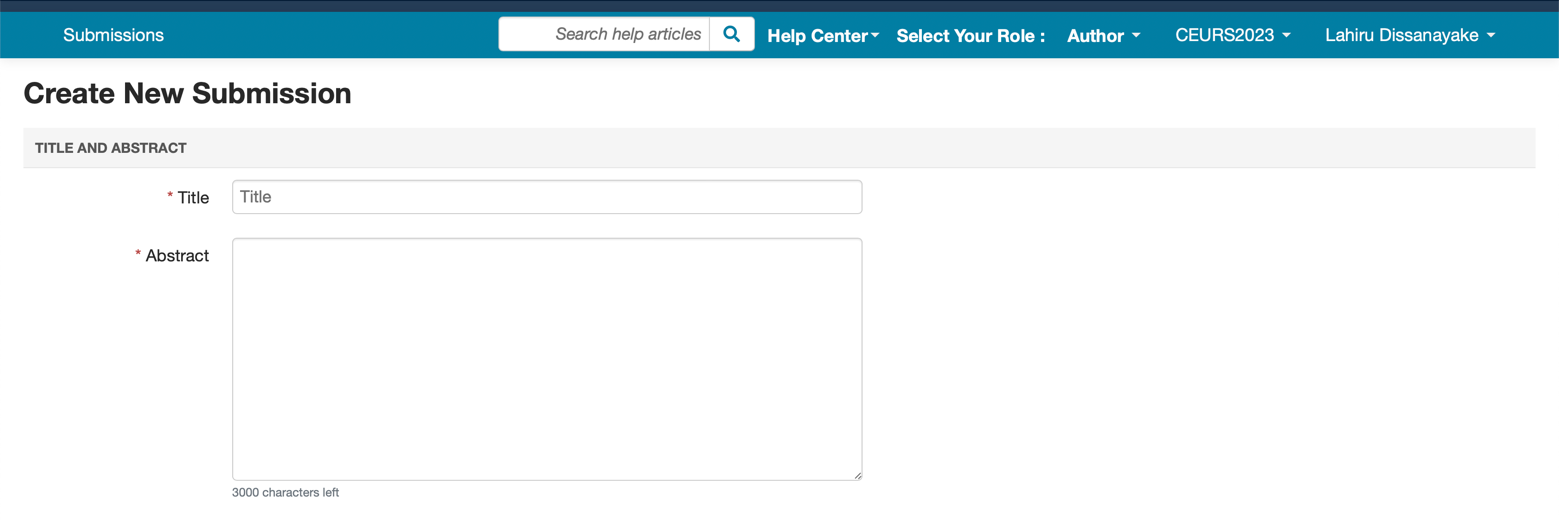 Submissions Search help articles Help Center Select Your Role : Author CEURS2023 Lahiru Dissanayake
Create New Submission
TITLE AND ABSTRACT
* Title Title
* Abstract
3000 characters left